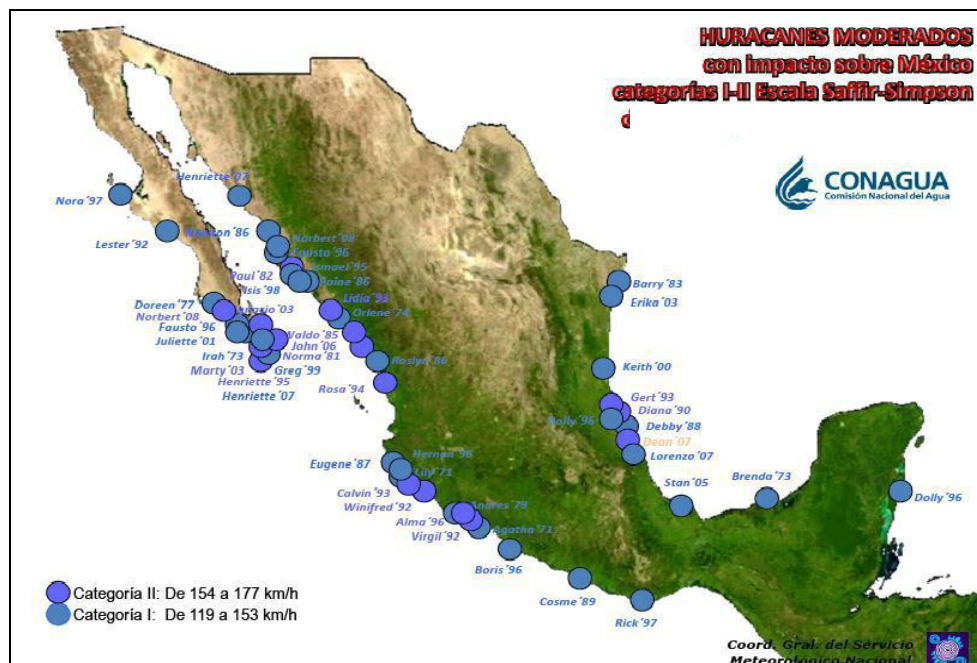 HURACANES MODERADOS
con impacto sobre México
categorías I-II Escala Saffir-Simpson
CONAGUA
Comisión Nacional del Agua
Henriette´07
Nora´97
Lester´92
Newton´86
Norbert´08
Fausto´96
Ismael´95
Paul´82
Paine´86
Isis´98
Doreen´77
Norbert´08
Ignacio´03
Lidia´93
Orlene´74
Fausto´96
Juliette´01
Waldo´85
John´06
Irah´73
Norma´81
Marty´03
Greg´99
Henriette´95
Henriette´07
Roslyn´86
Rosa´94
Barry´83
Erika´03
Keith´00
Gert´93
Diana´90
Dolly´96
Debby´88
Dean´07
Lorenzo´07
Hernan´96
Eugene´87
Lily´71
Calvin´93
Winifred´92
Andres´79
Alma´96
Agatha´71
Virgil´92
Boris´96
Cosme´89
Rick´97
Stan´05
Brenda´73
Dolly´96
Categoría II: De 154 a 177 km/h
Categoría I: De 119 a 153 km/h
Coord. Gral. del Servicio
Meteorológico Nacional